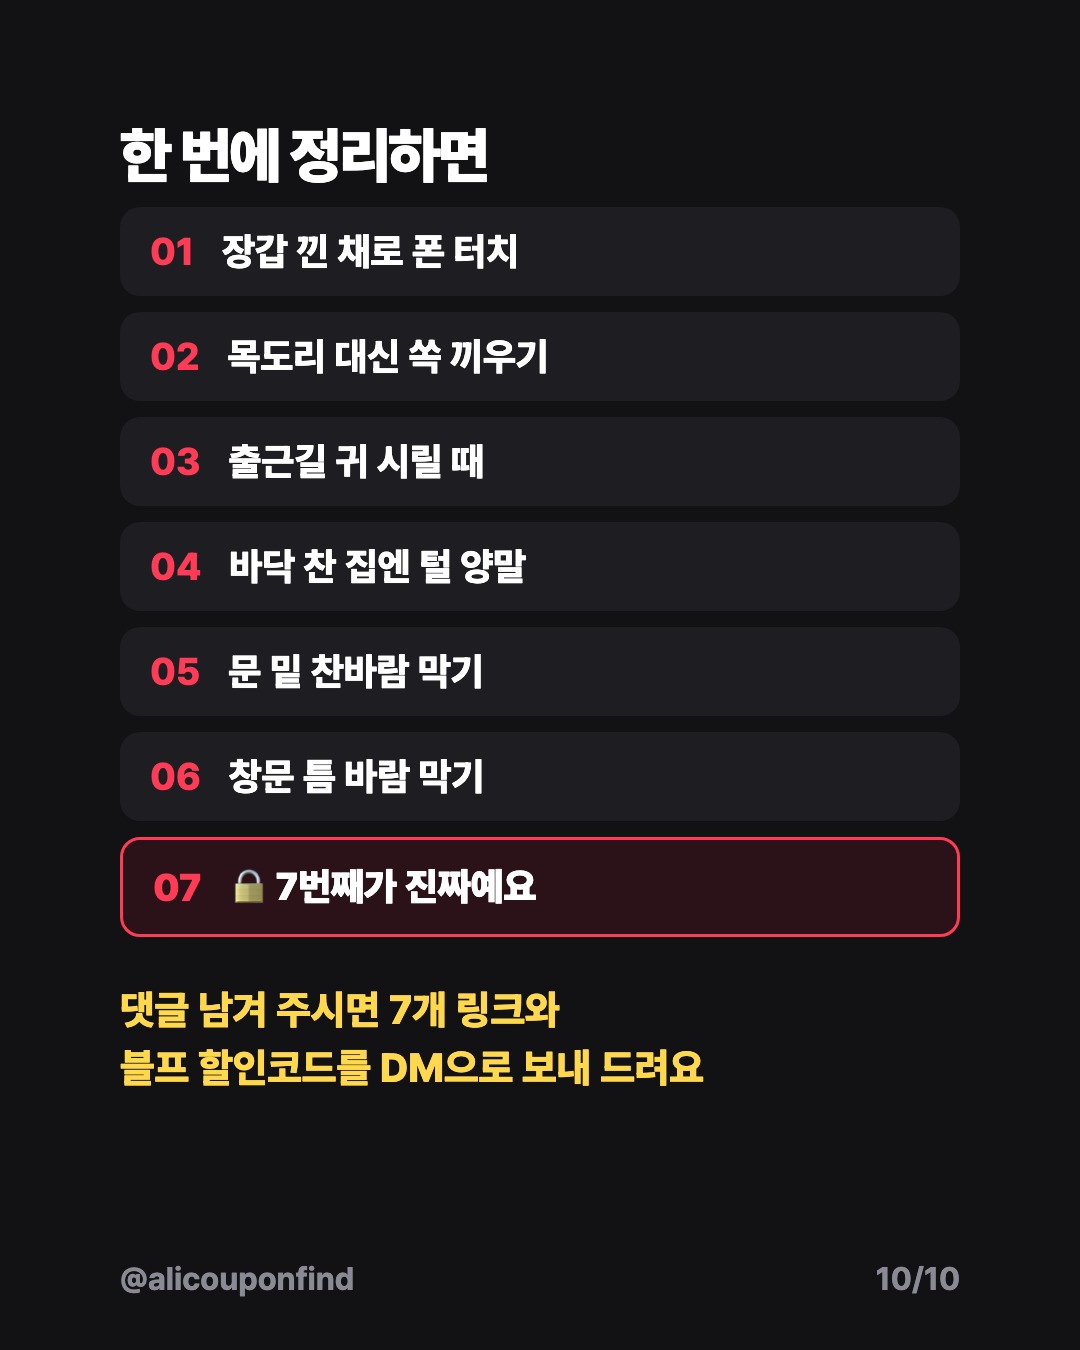 한 번에 정리하면
01 장갑 낀 채로 폰 터치
02 목도리 대신 쏙 끼우기
03 출근길 귀 시릴 때
04 바닥 찬 집엔 털 양말
05 문 밑 찬바람 막기
06 창문 틈 바람 막기
07 🔒 7번째가 진짜예요
댓글 남겨 주시면 7개 링크와
블프 할인코드를 DM으로 보내 드려요
@alicouponfind
10/10